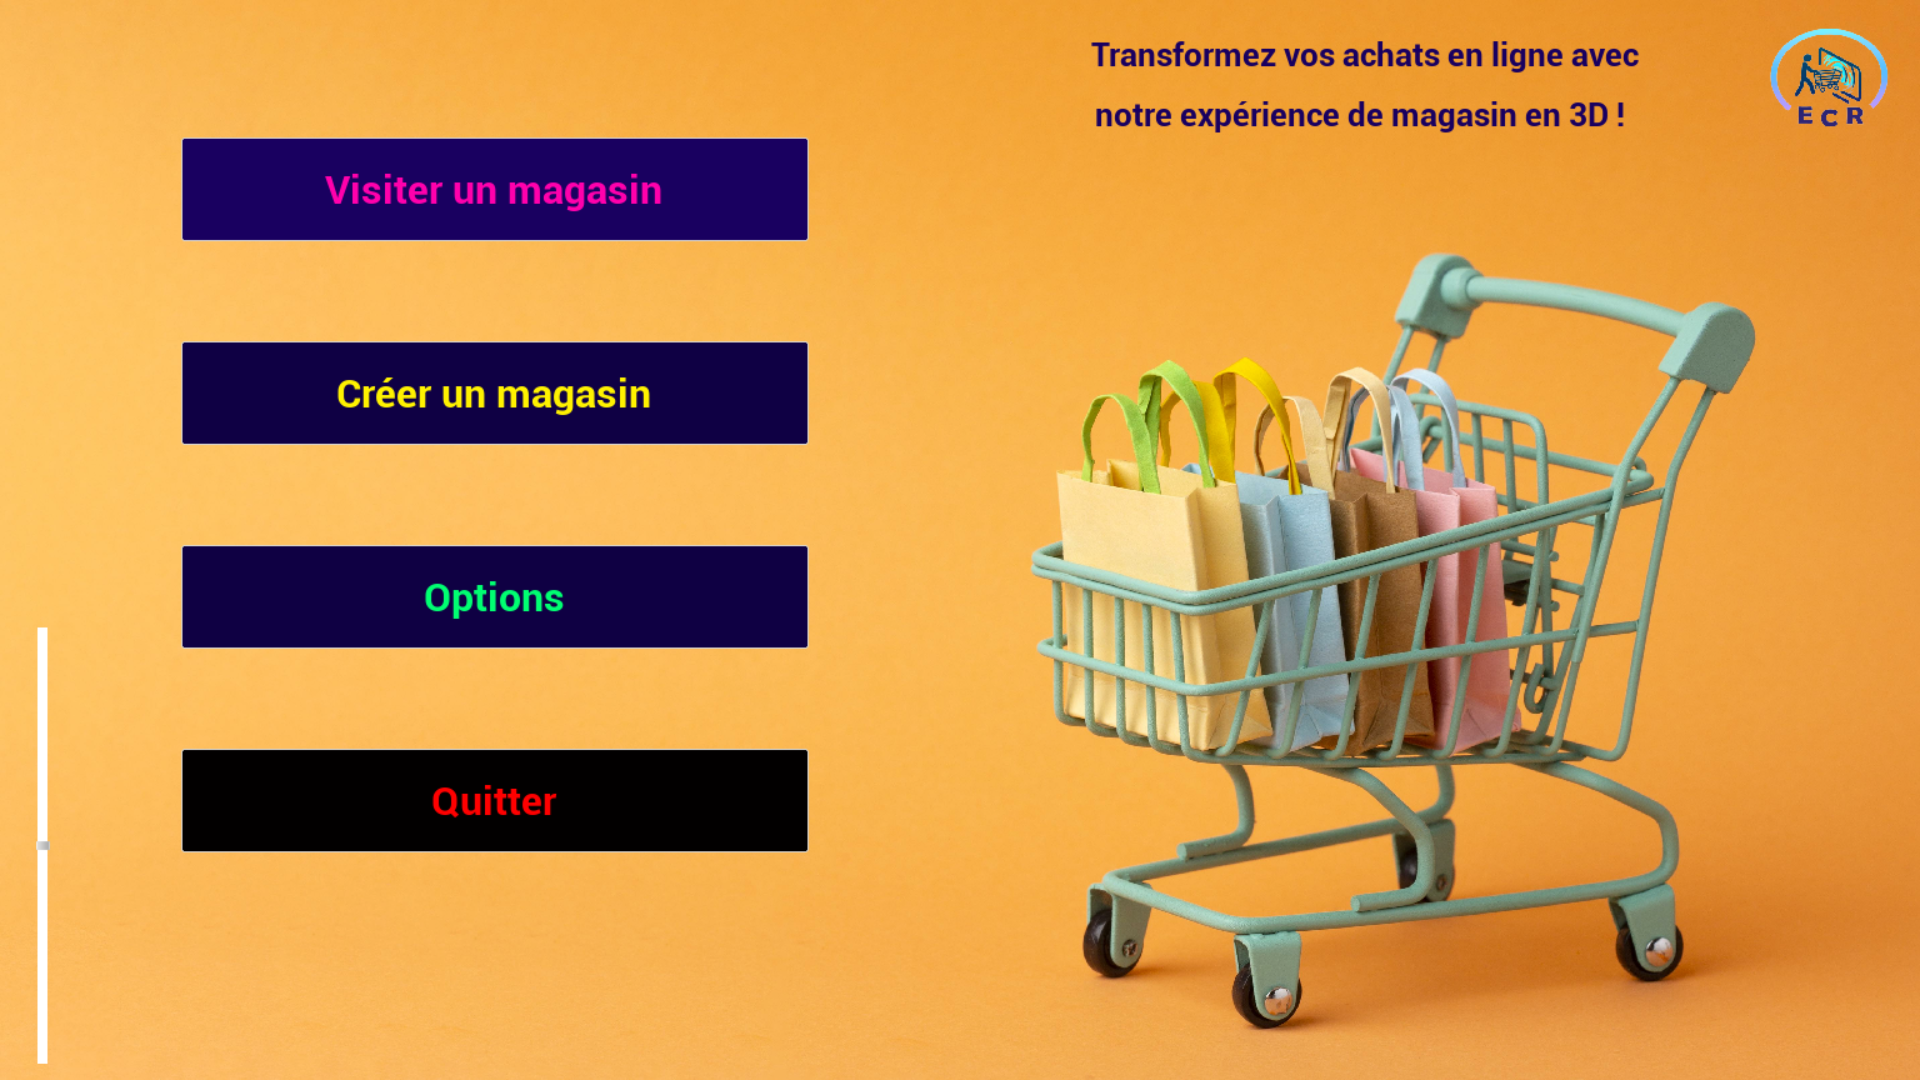 Transformez vos achats en ligne avec
notre expérience de magasin en 3D !
E C R
Visiter un magasin
Créer un magasin
Options
Quitter